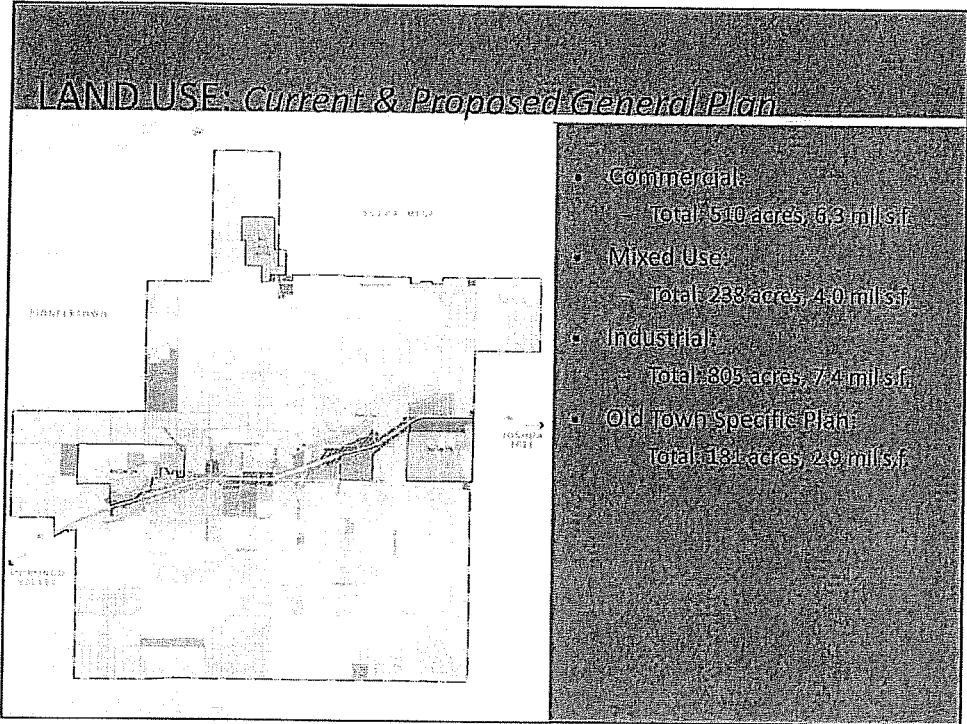 LAND USE: Current & Proposed General Plan
• Commercial:
– Total: 510 acres, 6.3 mil s.f.
• Mixed Use:
– Total: 238 acres, 4.0 mil s.f.
• Industrial:
– Total: 805 acres, 7.4 mil s.f.
• Old Town Specific Plan:
– Total: 181 acres, 2.9 mil s.f.